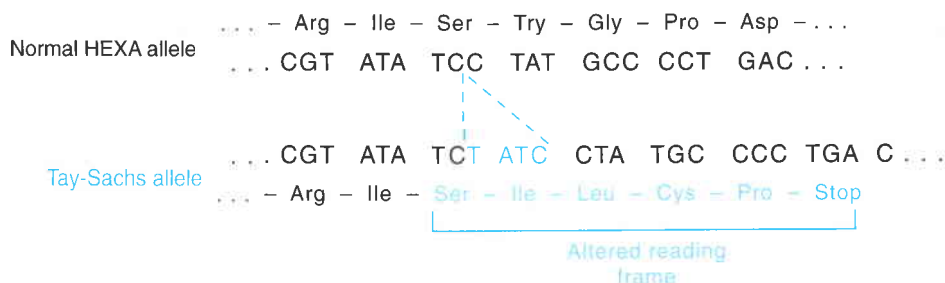 ... – Arg – Ile – Ser – Try – Gly – Pro – Asp –...
Normal HEXA allele
... CGT ATA TCC TAT GCC CCT GAC...
... CGT ATA TCT ATC CTA TGC CCC TGA C...
Tay-Sachs allele
... – Arg – Ile – Ser – Ile – Leu – Cys – Pro – Stop
Altered reading
frame